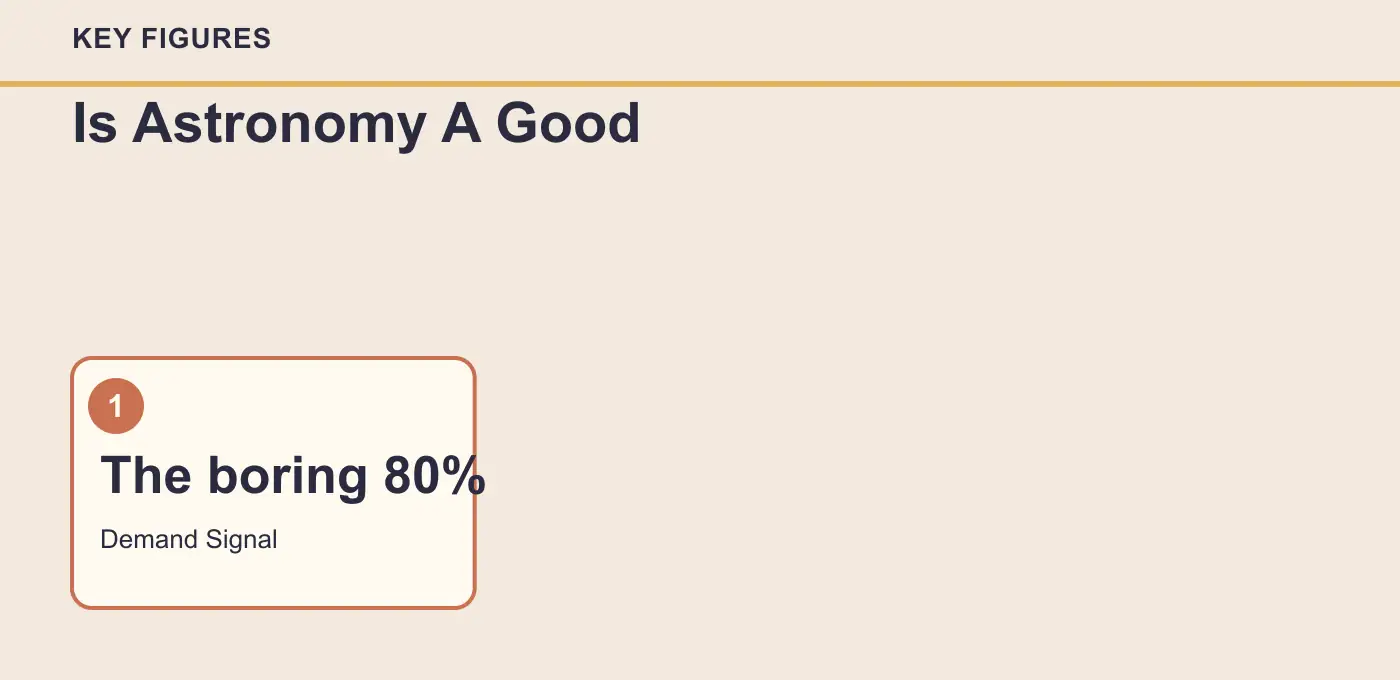 KEY FIGURES
Is Astronomy A Good
1
The boring 80%
Demand Signal